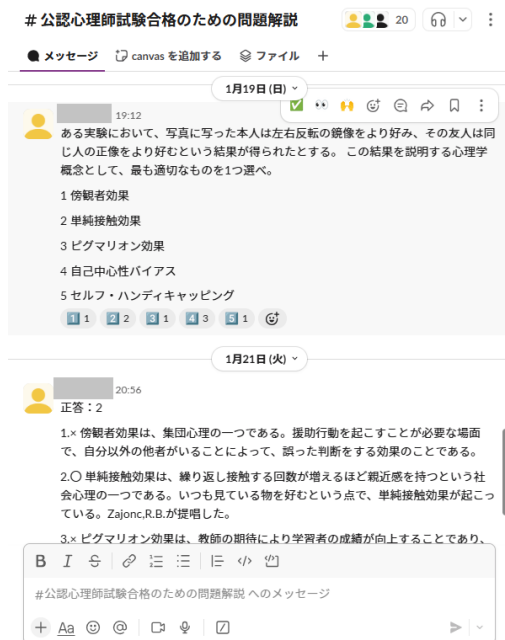 # 公認心理師試験合格のための問題解説
20
メッセージ
canvas を追加する
ファイル
1月19日 (日)
19:12
ある実験において、写真に写った本人は左右反転の鏡像をより好み、その友人は同
じ人の正像をより好むという結果が得られたとする。 この結果を説明する心理学
概念として、最も適切なものを1つ選べ。
1 傍観者効果
2 単純接触効果
3 ピグマリオン効果
4 自己中心性バイアス
5 セルフ・ハンディキャッピング
1 1 2 2 3 1 4 3 5 1
1月21日 (火)
20:56
正答：2
1.× 傍観者効果は、集団心理の一つである。援助行動を起こすことが必要な場面
で、自分以外の他者がいることによって、誤った判断をする効果のことである。
2.〇 単純接触効果は、繰り返し接触する回数が増えるほど親近感を持つという社
会心理の一つである。いつも見ている物を好むという点で、単純接触効果が起こっ
ている。Zajonc,R.B.が提唱した。
3.× ピグマリオン効果は、教師の期待により学習者の成績が向上することであり、
B I S
#公認心理師試験合格のための問題解説 へのメッセージ
Aa